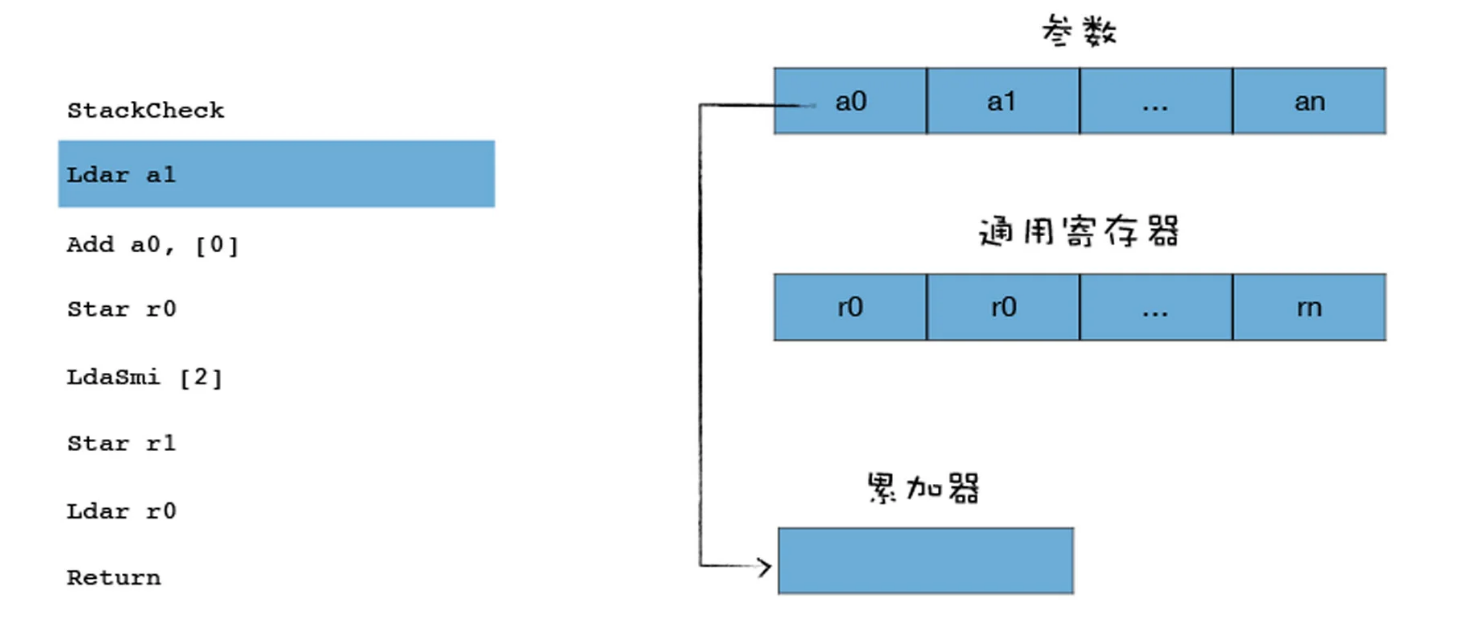 StackCheck
Ldar a1
Add a0, [0]
Star r0
LdaSmi [2]
Star r1
Ldar r0
Return
参数
a0 a1 ... an
通用寄存器
r0 r0 ... rn
累加器